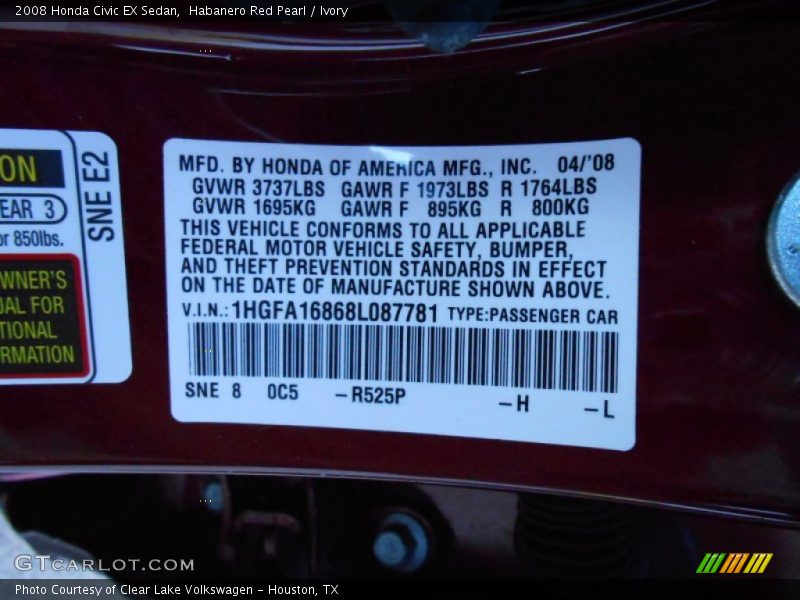 2008 Honda Civic EX Sedan,  Habanero Red Pearl / Ivory
ON
EAR 3
or 850lbs.
SNE E2
WNER'S
UAL FOR
TIONAL
RMATION
MFD. BY HONDA OF AMERICA MFG., INC. 04/'08
GVWR 3737LBS GAWR F 1973LBS R 1764LBS
GVWR 1695KG GAWR F 895KG R 800KG
THIS VEHICLE CONFORMS TO ALL APPLICABLE
FEDERAL MOTOR VEHICLE SAFETY, BUMPER,
AND THEFT PREVENTION STANDARDS IN EFFECT
ON THE DATE OF MANUFACTURE SHOWN ABOVE.
V.I.N.: 1HGFA16868L087781 TYPE:PASSENGER CAR
SNE 8 0C5 -R525P -H -L
GTCARLOT.COM
Photo Courtesy of Clear Lake Volkswagen - Houston, TX